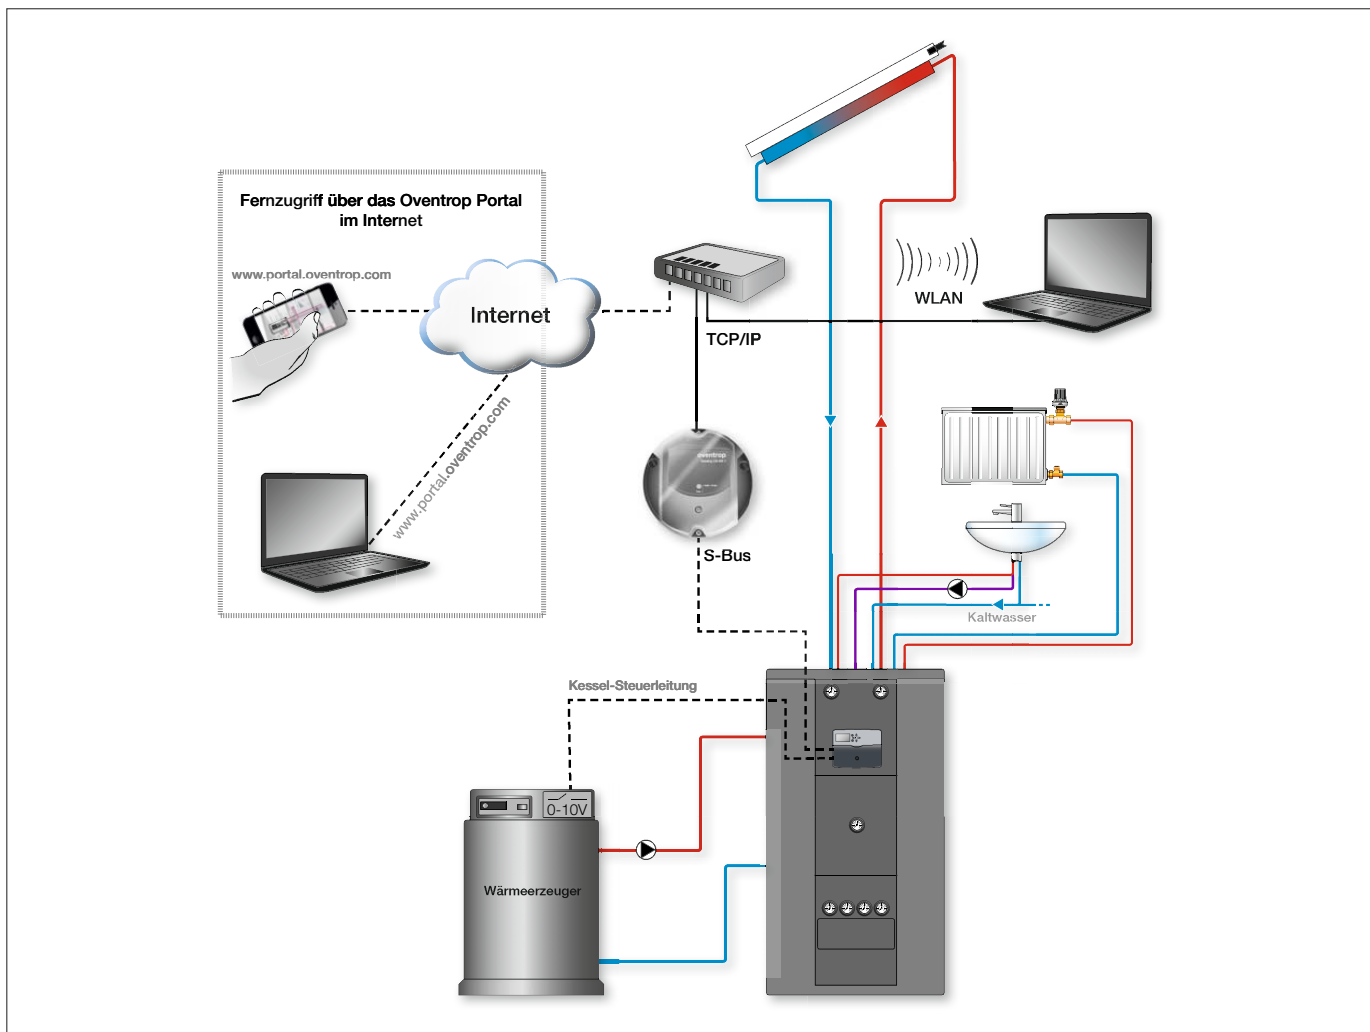 Fernzugriff über das Oventrop Portal
im Internet
www.portal.oventrop.com
Internet
www.portal.oventrop.com
TCP/IP
WLAN
oventrop
S-Bus
Kaltwasser
Kessel-Steuerleitung
0-10V
Wärmeerzeuger